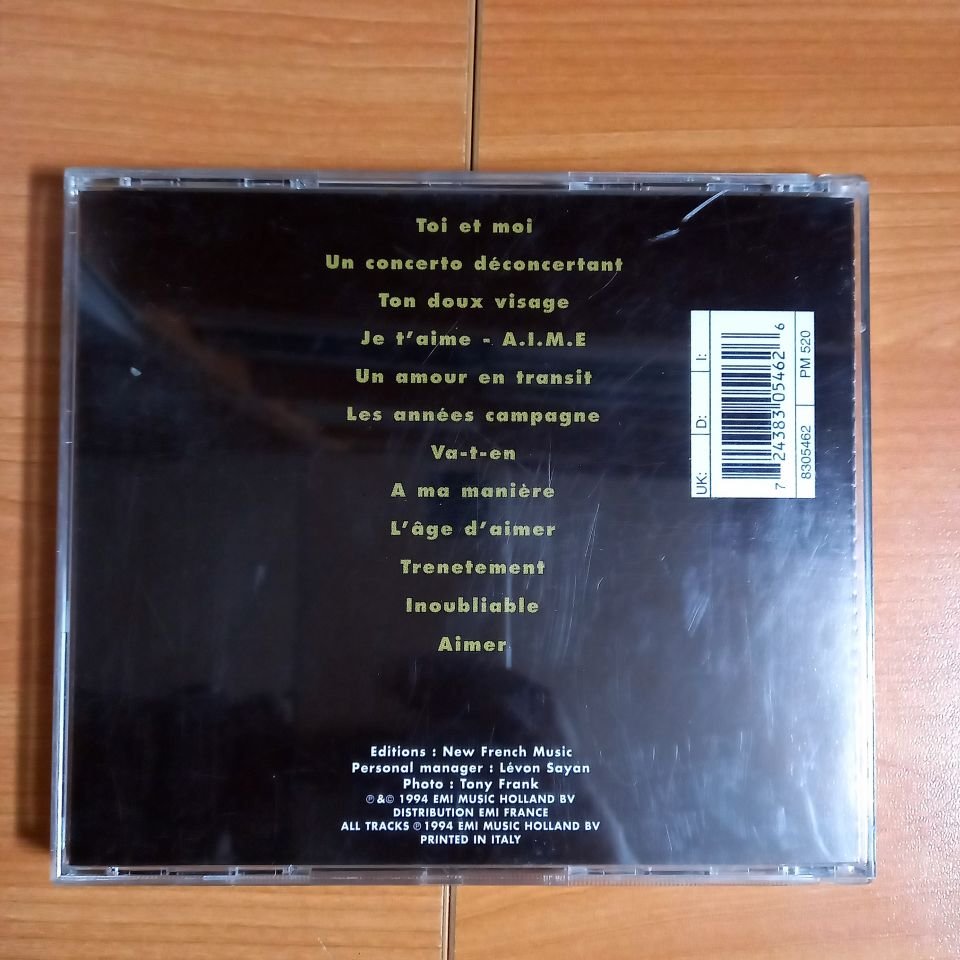 Toi et moi
Un concerto déconcertant
Ton doux visage
Je t'aime - A.I.M.E
Un amour en transit
Les années campagne
Va-t-en
A ma manière
L'âge d'aimer
Trenetement
Inoubliable
Aimer
UK: D: I:
7 24383 05462 6
8305462 PM 520
Editions : New French Music
Personal manager : Lévon Sayan
Photo : Tony Frank
℗ & © 1994 EMI MUSIC HOLLAND BV
DISTRIBUTION EMI FRANCE
ALL TRACKS ℗ 1994 EMI MUSIC HOLLAND BV
PRINTED IN ITALY